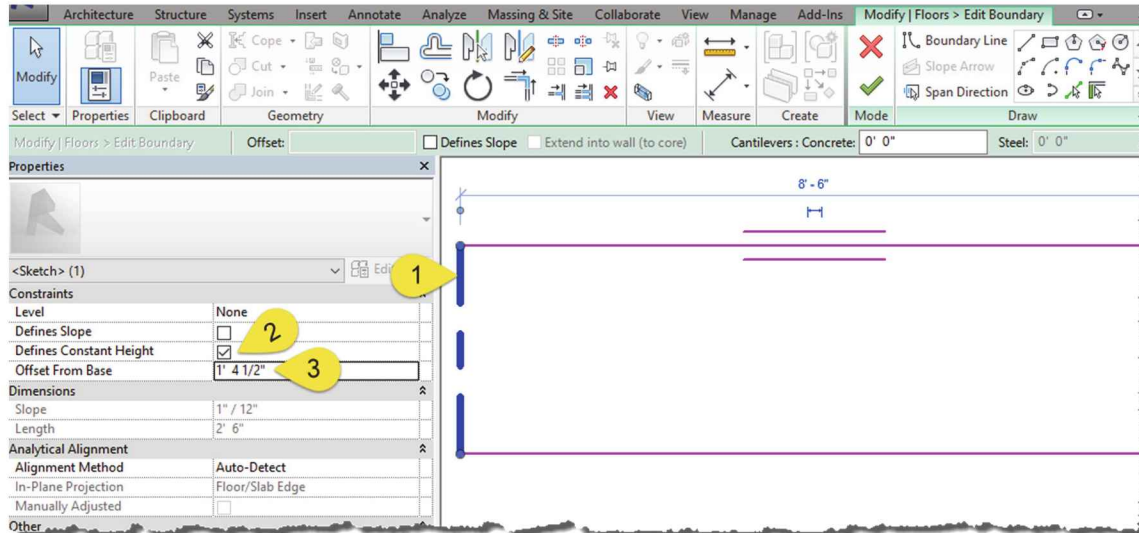 Architecture Structure Systems Insert Annotate Analyze Massing & Site Collaborate View Manage Add-Ins Modify | Floors > Edit Boundary
Cope
Boundary Line
Modify
Paste
Cut
Slope Arrow
Join
Span Direction
Select Properties Clipboard Geometry Modify View Measure Create Mode Draw
Modify | Floors > Edit Boundary Offset: Defines Slope Extend into wall (to core) Cantilevers : Concrete: 0' 0" Steel: 0' 0"
Properties
8' - 6"
<Sketch> (1)
1
Constraints
Level None
Defines Slope
2
Defines Constant Height
Offset From Base 1' 4 1/2" 3
Dimensions
Slope 1" / 12"
Length 2' 6"
Analytical Alignment
Alignment Method Auto-Detect
In-Plane Projection Floor/Slab Edge
Manually Adjusted
Other